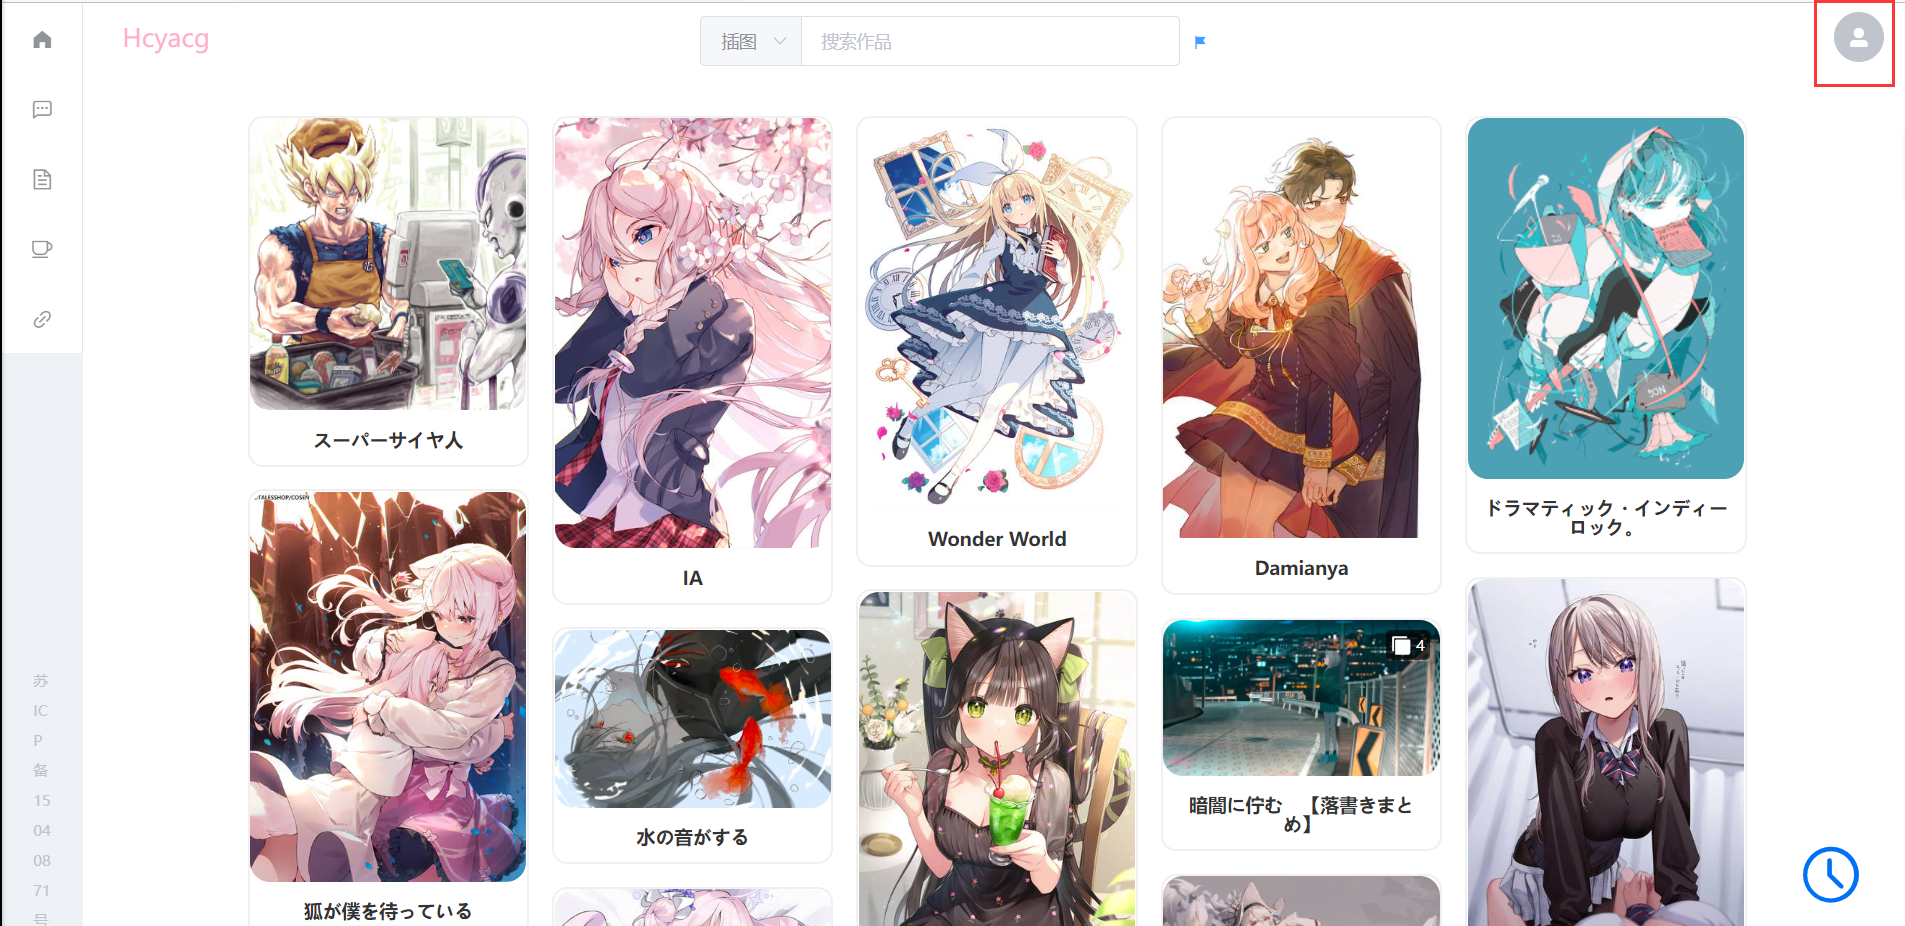 Hcyacg
插图
搜索作品
スーパーサイヤ人
IA
Wonder World
Damianya
ドラマティック・インディー
ロック。
4
水の音がする
暗闇に佇む 【落書きまと
め】
狐が僕を待っている
苏
IC
P
备
15
04
08
71
号